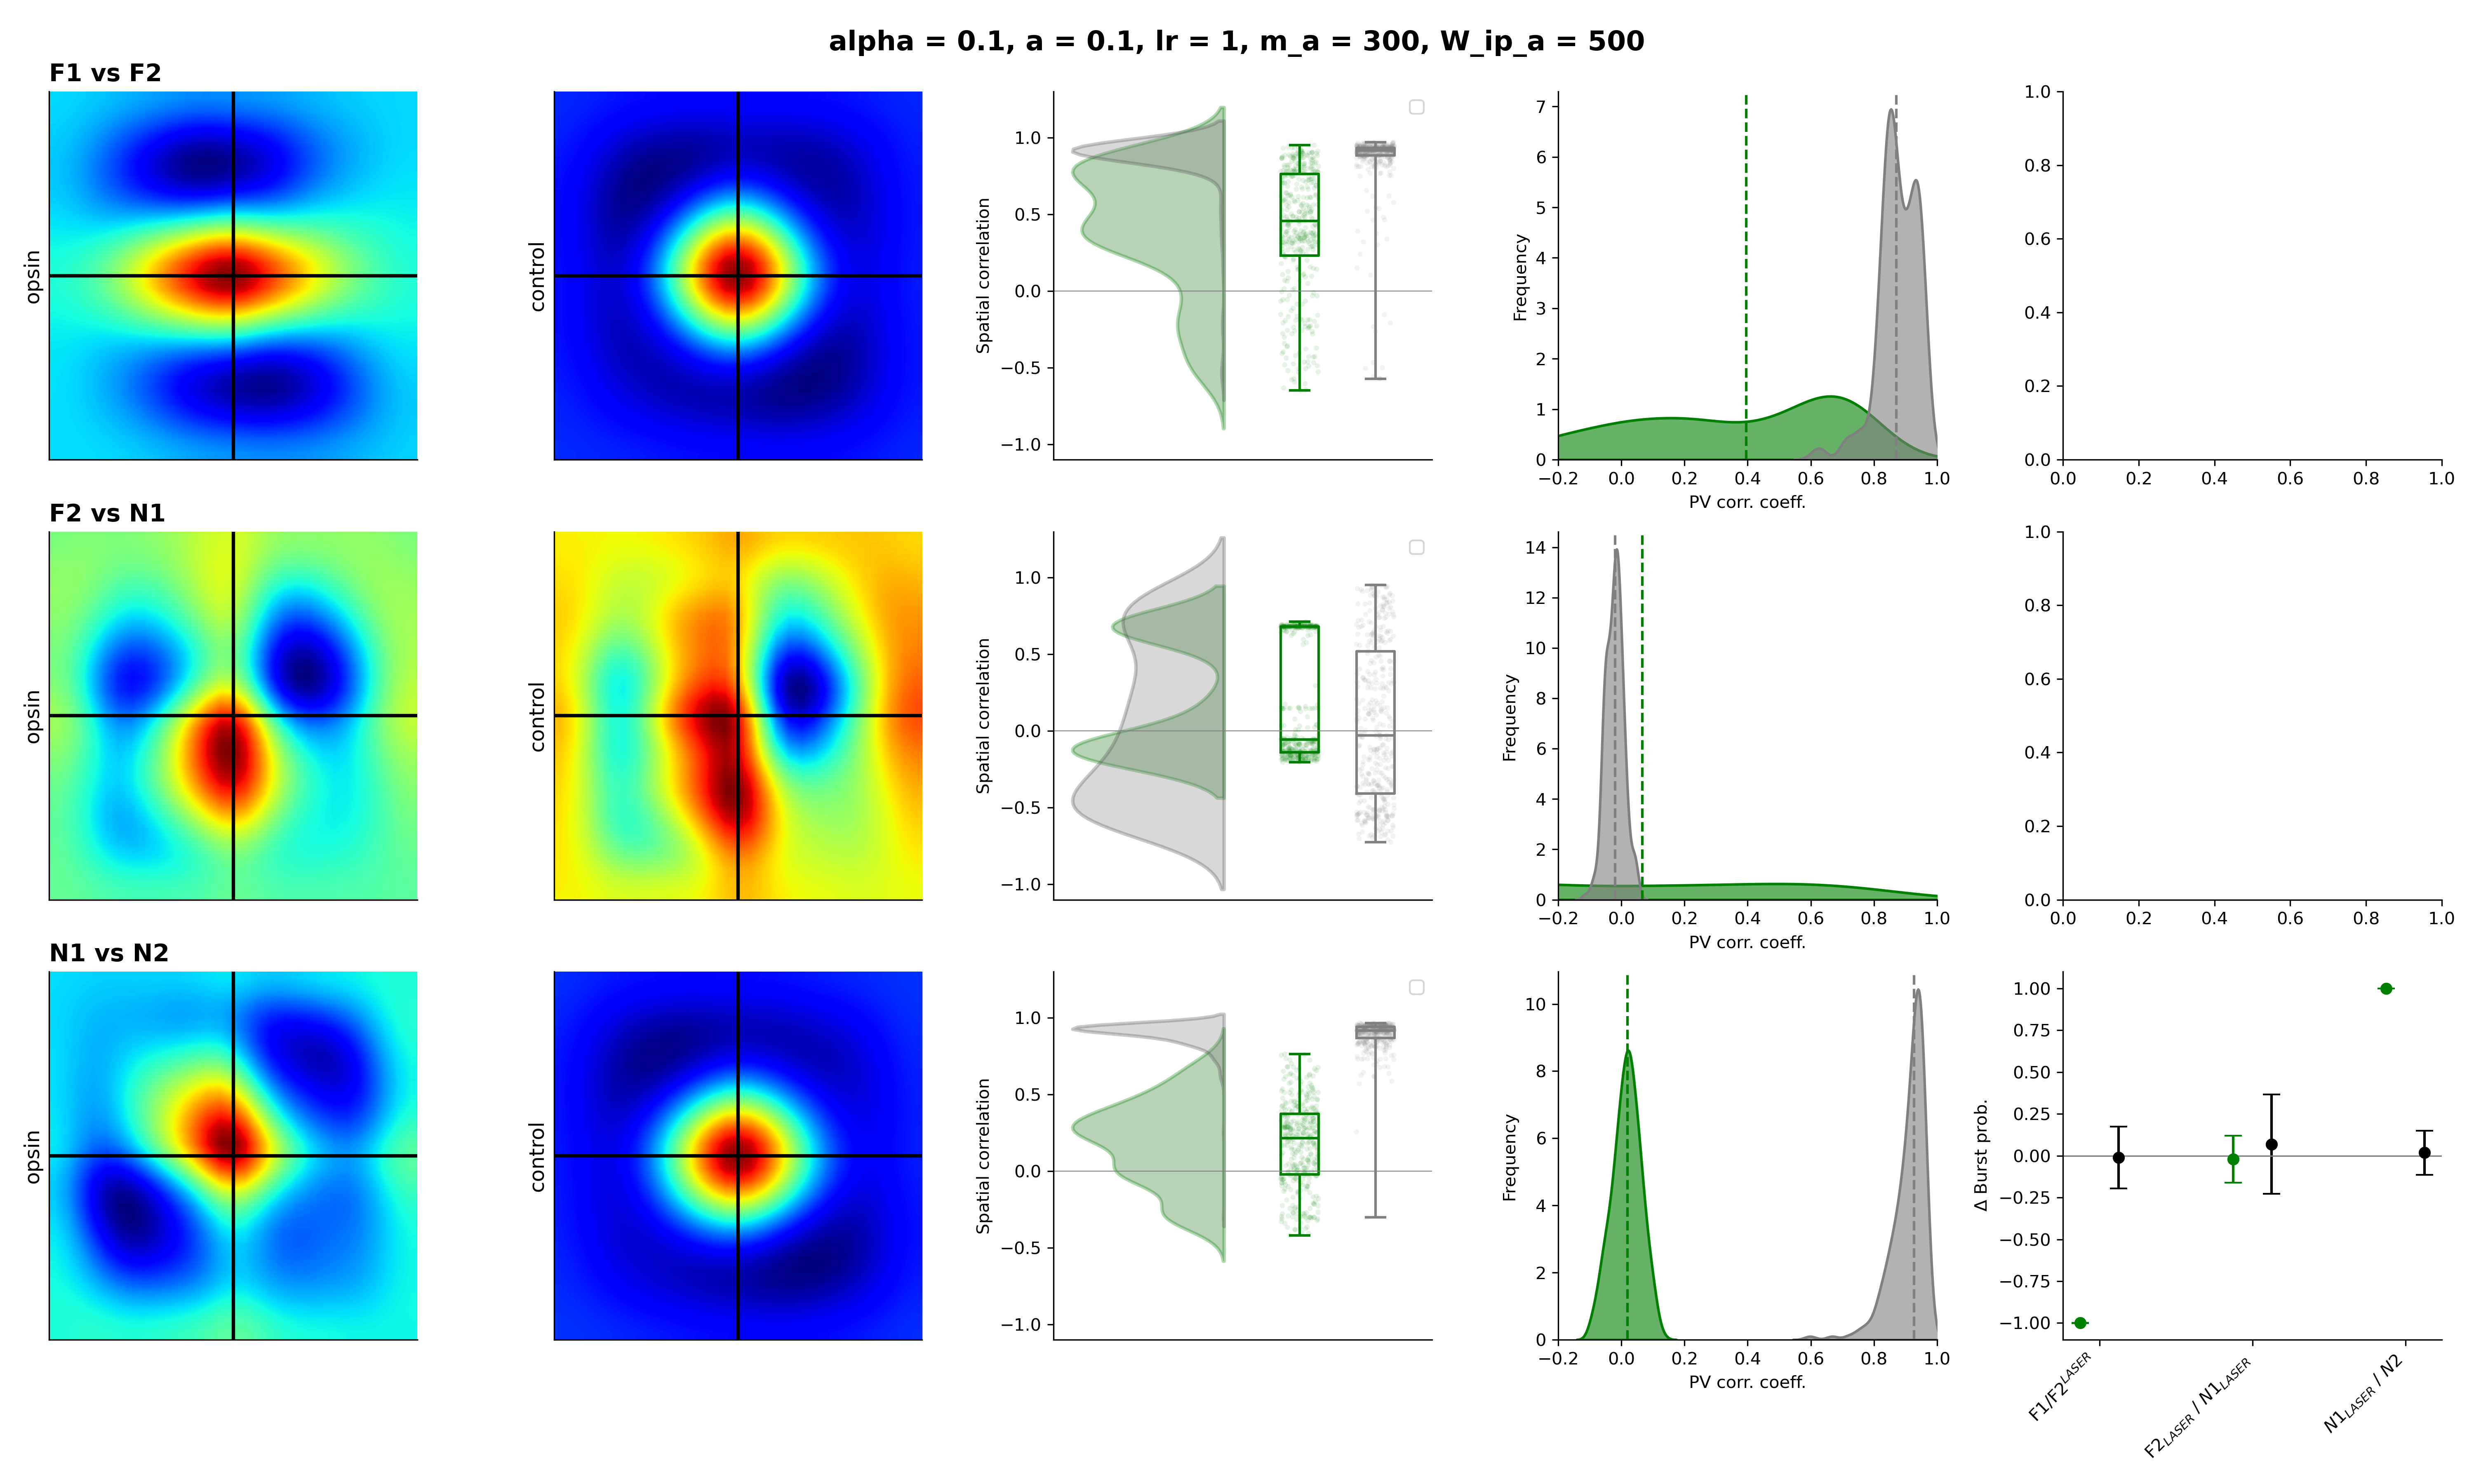 alpha = 0.1, a = 0.1, lr = 1, m_a = 300, W_ip_a = 500
F1 vs F2
opsin
control
Spatial correlation
1.0
0.5
0.0
−0.5
−1.0
Frequency
7
6
5
4
3
2
1
0
−0.2 0.0 0.2 0.4 0.6 0.8 1.0
PV corr. coeff.
1.0
0.8
0.6
0.4
0.2
0.0
0.0 0.2 0.4 0.6 0.8 1.0
F2 vs N1
opsin
control
Spatial correlation
1.0
0.5
0.0
−0.5
−1.0
Frequency
14
12
10
8
6
4
2
0
−0.2 0.0 0.2 0.4 0.6 0.8 1.0
PV corr. coeff.
1.0
0.8
0.6
0.4
0.2
0.0
0.0 0.2 0.4 0.6 0.8 1.0
N1 vs N2
opsin
control
Spatial correlation
1.0
0.5
0.0
−0.5
−1.0
Frequency
10
8
6
4
2
0
−0.2 0.0 0.2 0.4 0.6 0.8 1.0
PV corr. coeff.
Δ Burst prob.
1.00
0.75
0.50
0.25
0.00
−0.25
−0.50
−0.75
−1.00
F1/F2^LASER
F2_LASER / N1_LASER
N1_LASER / N2